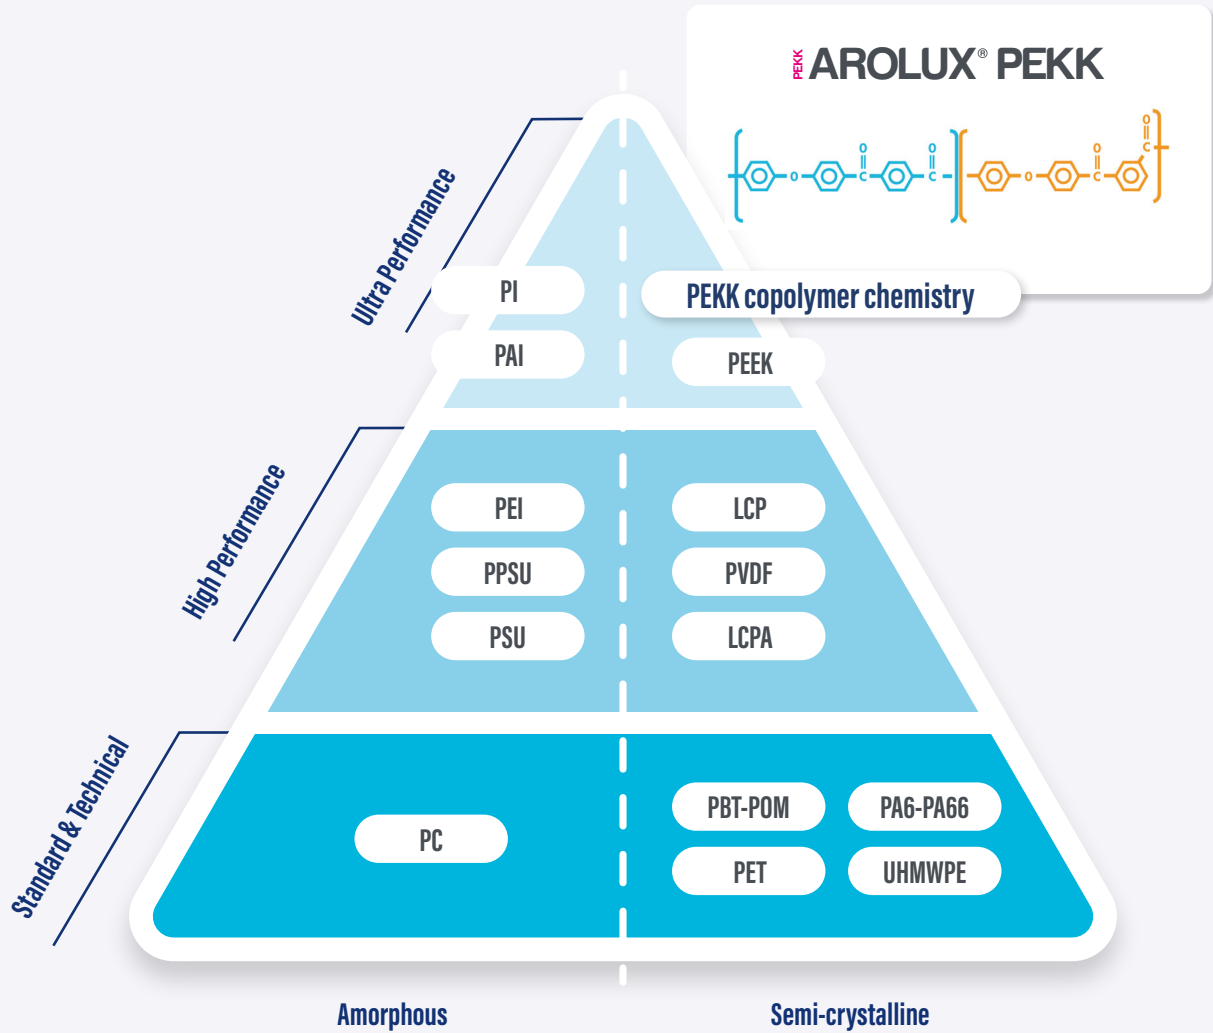 PEKK AROLUX® PEKK
O O O
C C C
O
O
C
O
C
Ultra Performance
PI
PEKK copolymer chemistry
PAI
PEEK
High Performance
PEI
LCP
PPSU
PVDF
PSU
LCPA
Standard & Technical
PBT-POM
PA6-PA66
PC
PET
UHMWPE
Amorphous
Semi-crystalline